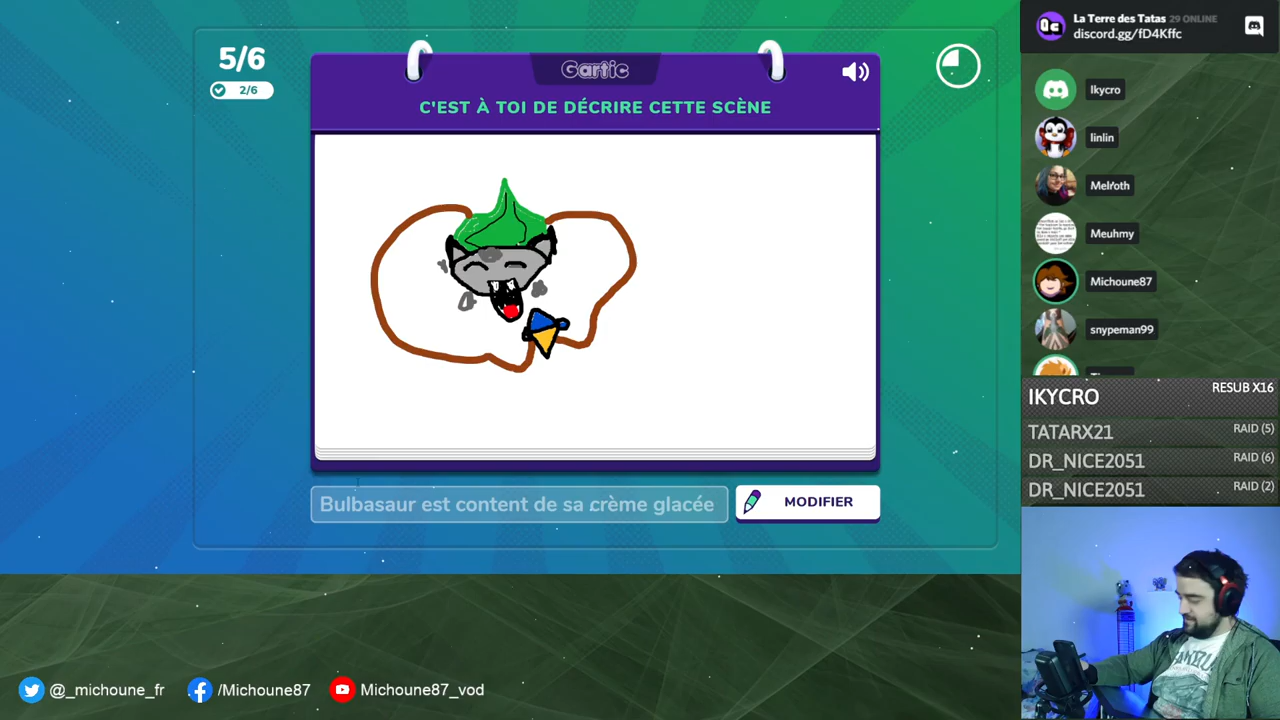 5/6
2/6
Gartic
C'EST À TOI DE DÉCRIRE CETTE SCÈNE
Bulbasaur est content de sa crème glacée
MODIFIER
La Terre des Tatas 29 ONLINE
discord.gg/fD4Kffc
Ikycro
linlin
Melroth
Meuhmy
Michoune87
snypeman99
IKYCRO RESUB X16
TATARX21 RAID (5)
DR_NICE2051 RAID (6)
DR_NICE2051 RAID (2)
@_michoune_fr
/Michoune87
Michoune87_vod